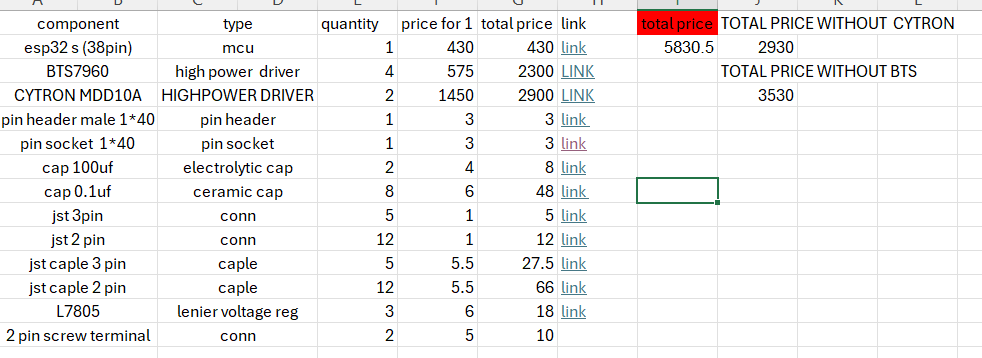 component type quantity price for 1 total price link total price TOTAL PRICE WITHOUT CYTRON
esp32 s (38pin) mcu 1 430 430 link 5830.5 2930
BTS7960 high power driver 4 575 2300 LINK TOTAL PRICE WITHOUT BTS
CYTRON MDD10A HIGHPOWER DRIVER 2 1450 2900 LINK 3530
pin header male 1*40 pin header 1 3 3 link
pin socket 1*40 pin socket 1 3 3 link
cap 100uf electrolytic cap 2 4 8 link
cap 0.1uf ceramic cap 8 6 48 link
jst 3pin conn 5 1 5 link
jst 2 pin conn 12 1 12 link
jst caple 3 pin caple 5 5.5 27.5 link
jst caple 2 pin caple 12 5.5 66 link
L7805 lenier voltage reg 3 6 18 link
2 pin screw terminal conn 2 5 10